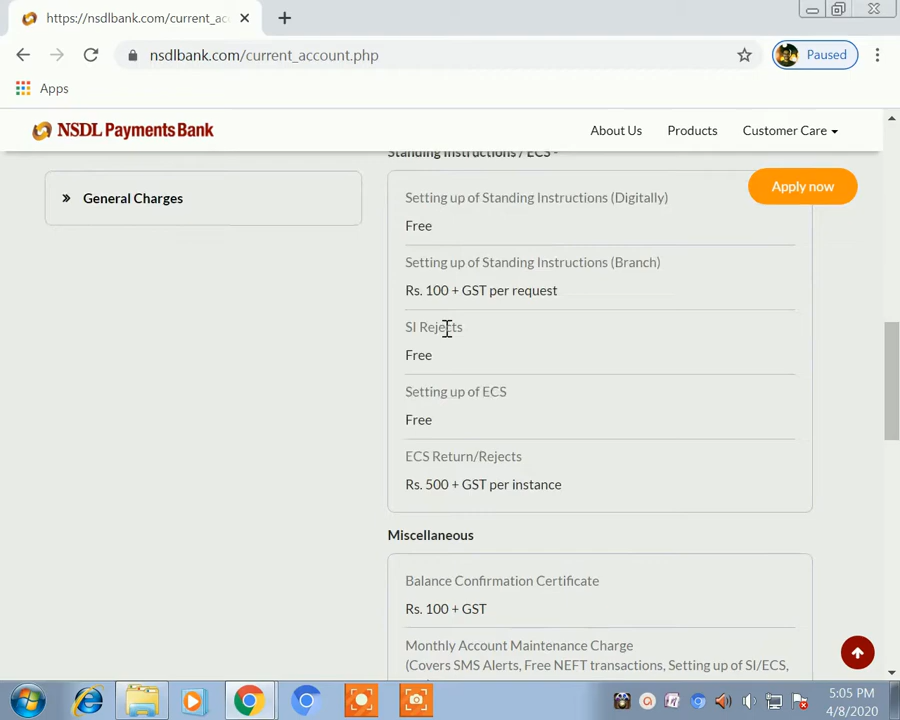 https://nsdlbank.com/current_ac
nsdlbank.com/current_account.php
Paused
Apps
NSDL Payments Bank
About Us
Products
Customer Care
Standing Instructions / ECS -
General Charges
Apply now
Setting up of Standing Instructions (Digitally)
Free
Setting up of Standing Instructions (Branch)
Rs. 100 + GST per request
SI Rejects
Free
Setting up of ECS
Free
ECS Return/Rejects
Rs. 500 + GST per instance
Miscellaneous
Balance Confirmation Certificate
Rs. 100 + GST
Monthly Account Maintenance Charge
(Covers SMS Alerts, Free NEFT transactions, Setting up of SI/ECS,
5:05 PM
4/8/2020